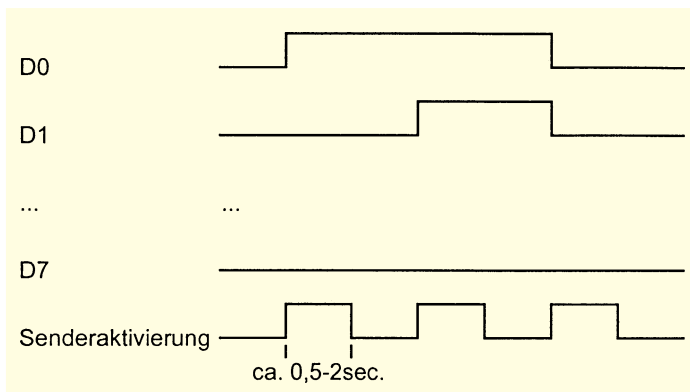 D0
D1
... ...
D7
Senderaktivierung
ca. 0,5-2sec.